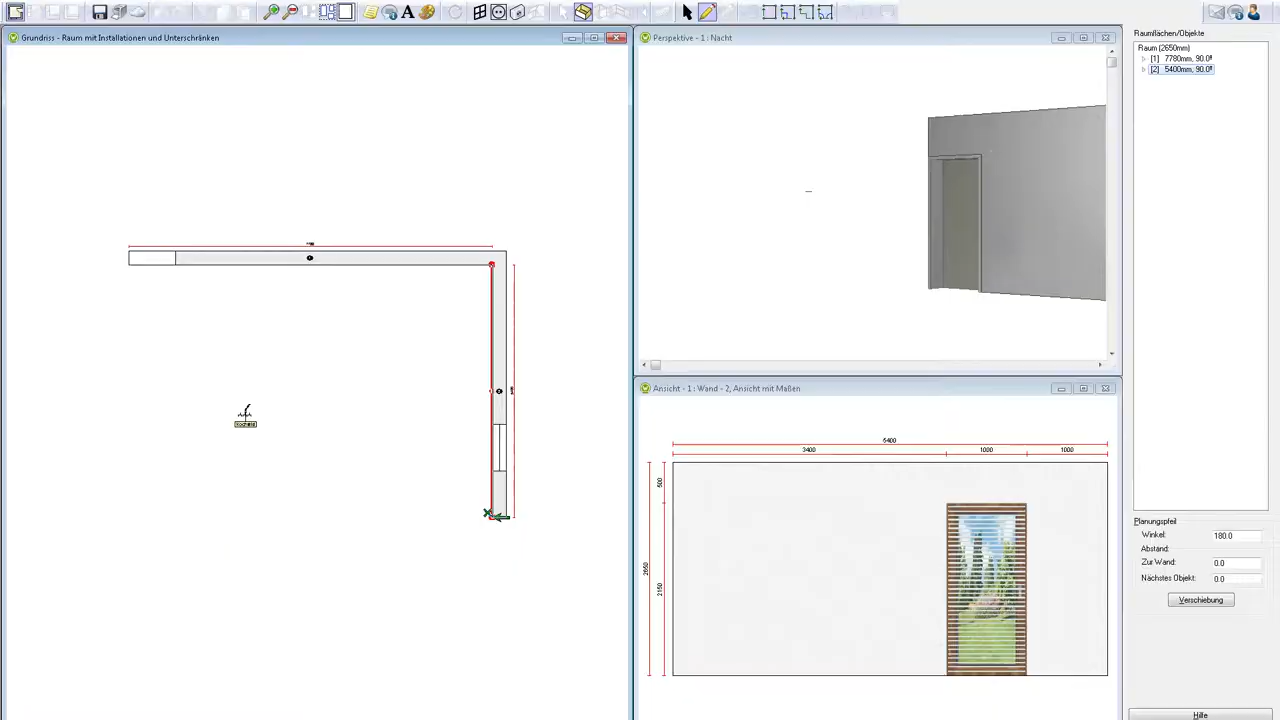 A
Grundriss - Raum mit Installationen und Unterschränken
Perspektive - 1 : Nacht
Raumflächen/Objekte
Raum (2650mm)
[1] 7780mm, 90.0°
[2] 5400mm, 90.0°
Ansicht - 1 : Wand - 2, Ansicht mit Maßen
5400
3400
1000
1000
500
2650
2150
Planungspfeil
Winkel:
180.0
Abstand:
Zur Wand:
0.0
Nächstes Objekt:
0.0
Verschiebung
Hilfe